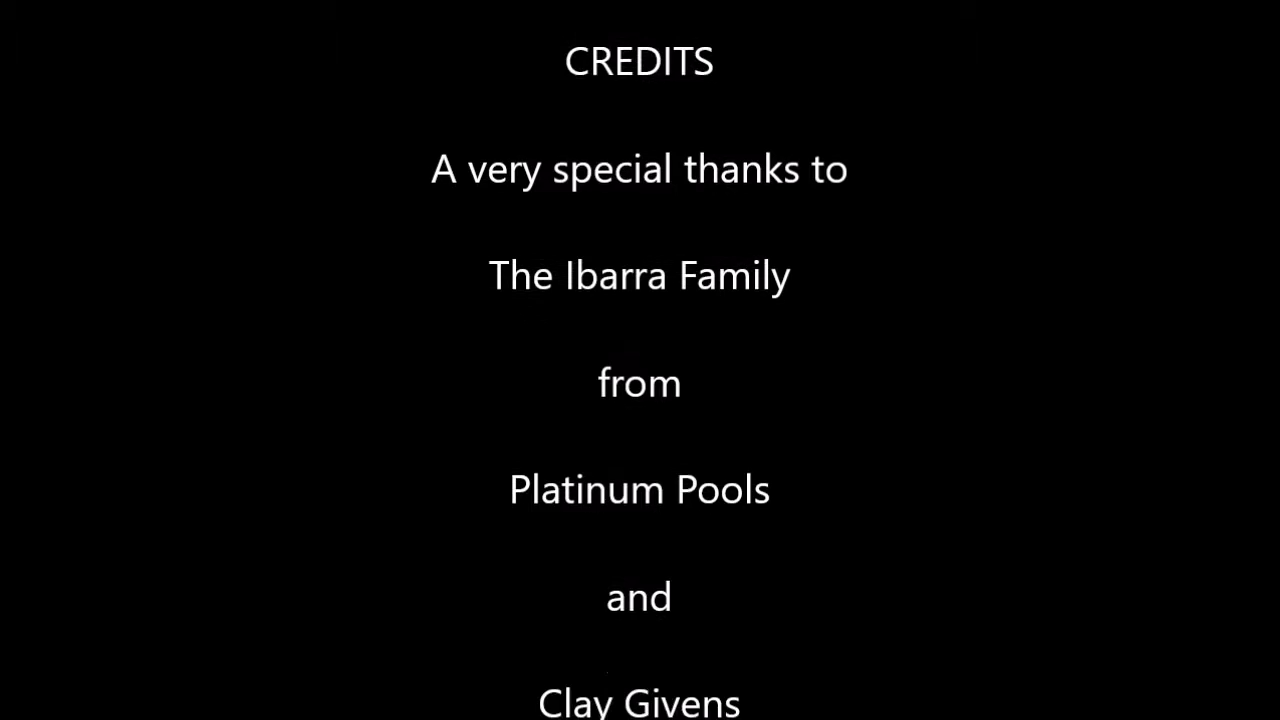 CREDITS
A very special thanks to
The Ibarra Family
from
Platinum Pools
and
Clay Givens